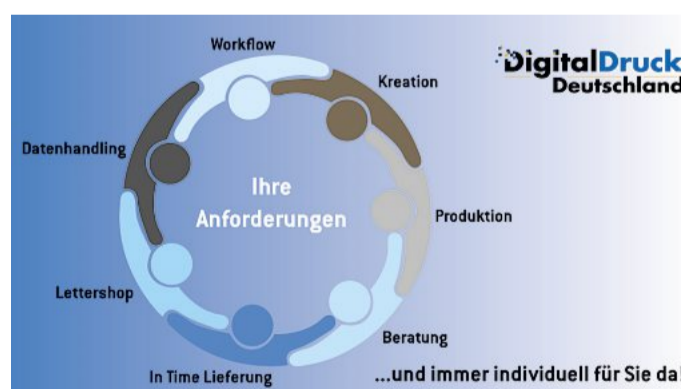 Workflow
DigitalDruck
Deutschland
Kreation
Datenhandling
Ihre
Anforderungen
Produktion
Lettershop
Beratung
In Time Lieferung
...und immer individuell für Sie da!